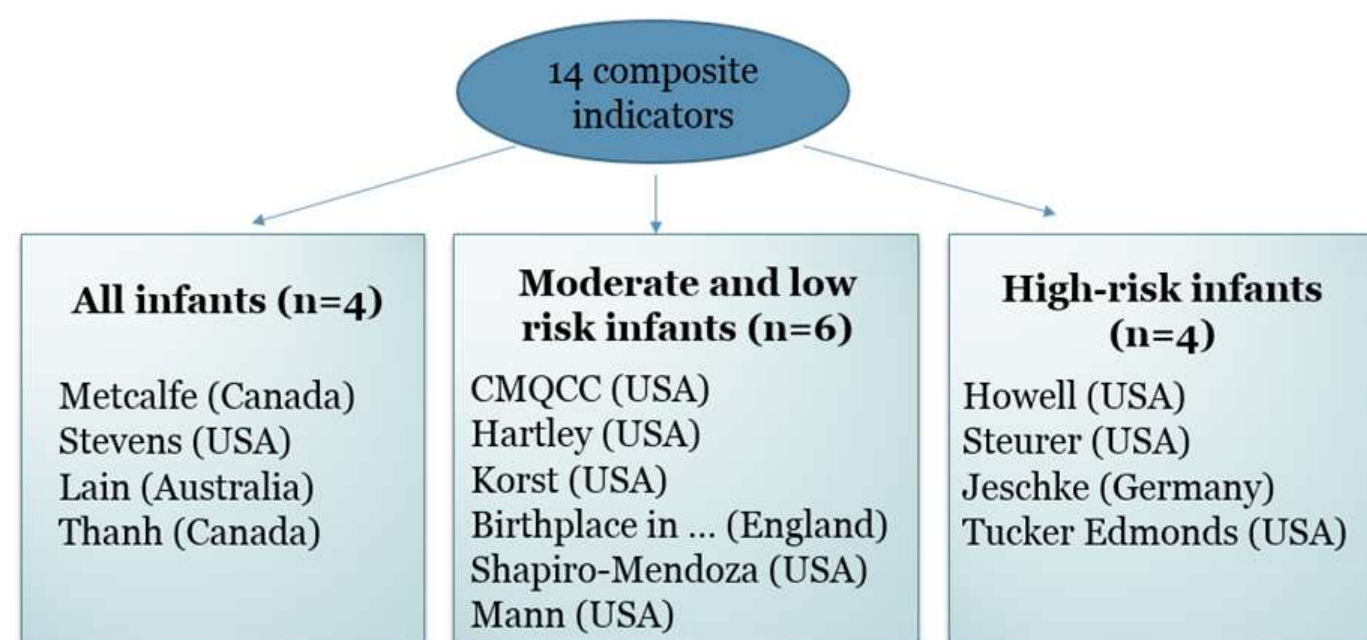 14 composite
indicators
All infants (n=4)
Metcalfe (Canada)
Stevens (USA)
Lain (Australia)
Thanh (Canada)
Moderate and low
risk infants (n=6)
CMQCC (USA)
Hartley (USA)
Korst (USA)
Birthplace in ... (England)
Shapiro-Mendoza (USA)
Mann (USA)
High-risk infants
(n=4)
Howell (USA)
Steurer (USA)
Jeschke (Germany)
Tucker Edmonds (USA)